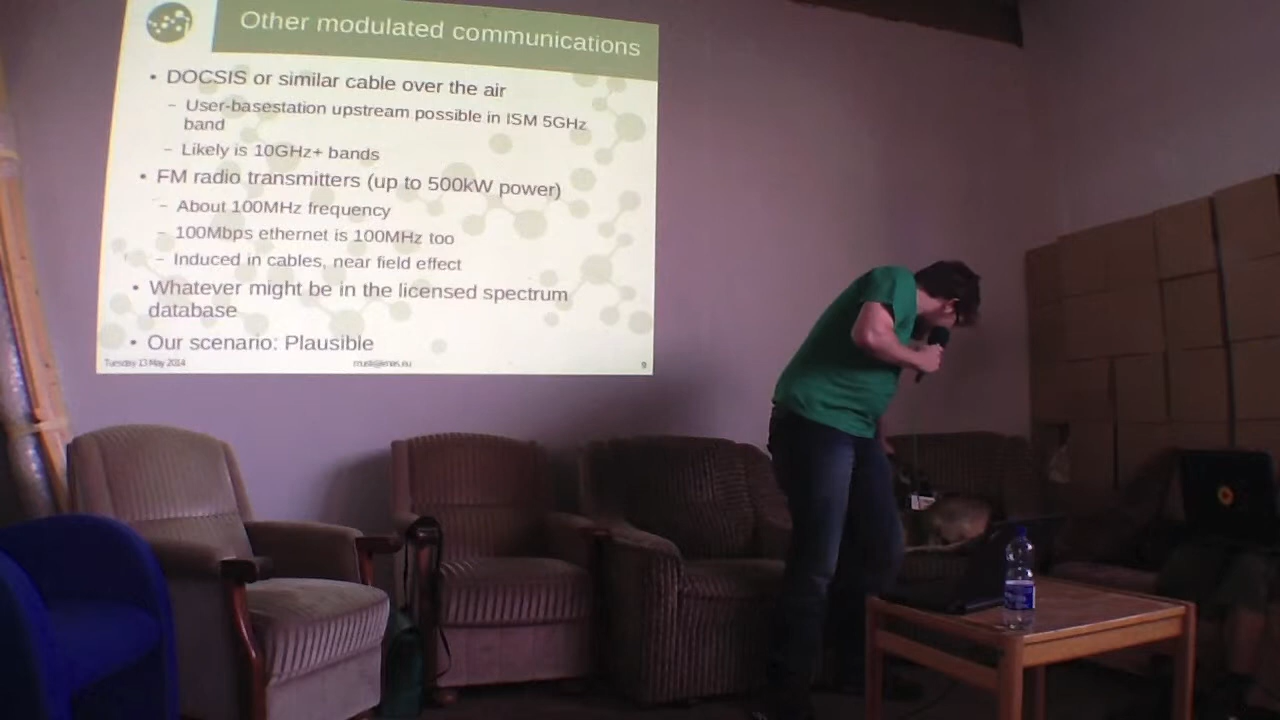 Other modulated communications
• DOCSIS or similar cable over the air
– User-basestation upstream possible in ISM 5GHz
band
– Likely is 10GHz+ bands
• FM radio transmitters (up to 500kW power)
– About 100MHz frequency
– 100Mbps ethernet is 100MHz too
– Induced in cables, near field effect
• Whatever might be in the licensed spectrum
database
• Our scenario: Plausible
Tuesday 13 May 2014
9